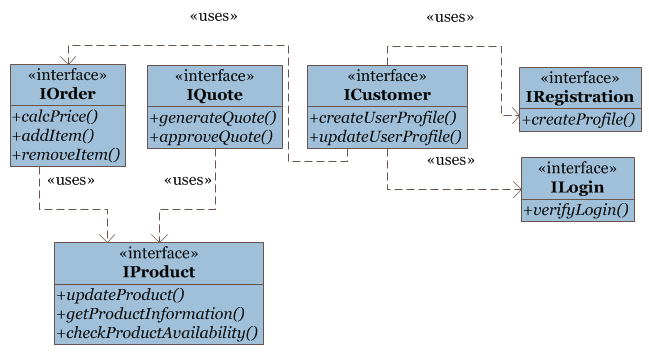 «uses»
«uses»
«interface»
IOrder
+calcPrice()
+addItem()
+removeItem()
«interface»
IQuote
+generateQuote()
+approveQuote()
«interface»
ICustomer
+createUserProfile()
+updateUserProfile()
«interface»
IRegistration
+createProfile()
«uses»
«uses»
«uses»
«interface»
ILogin
+verifyLogin()
«interface»
IProduct
+updateProduct()
+getProductInformation()
+checkProductAvailability()